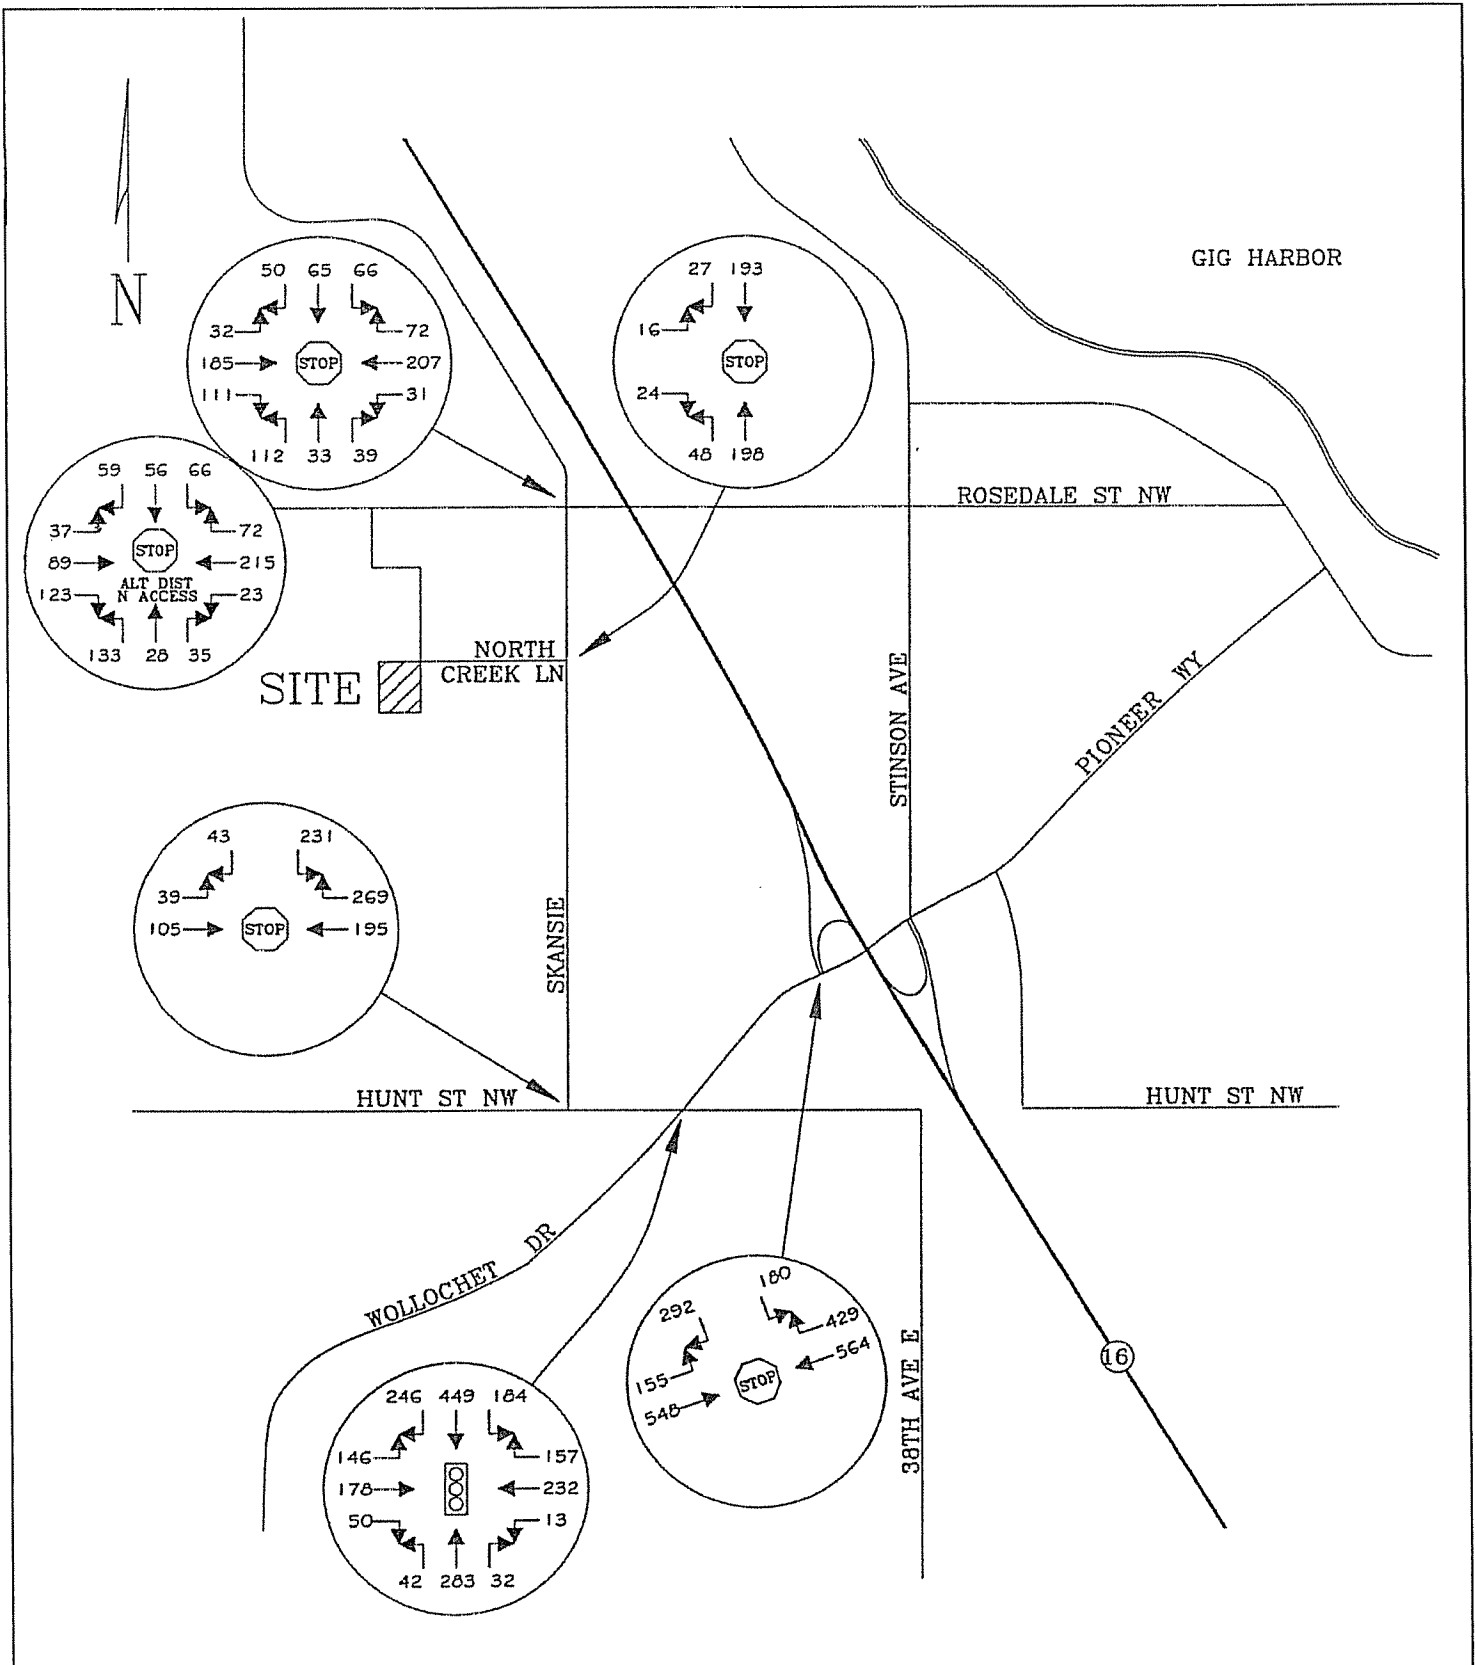 GIG HARBOR
N
50 65 66
32 72
185 STOP 207
111 31
112 33 39
27 193
16
STOP
24
48 198
59 56 66
37 72
89 STOP 215
ALT DIST
N ACCESS
123 23
133 28 35
ROSEDALE ST NW
NORTH
CREEK LN
SITE
STINSON AVE
PIONEER WY
43 231
39 269
105 STOP 195
SKANSIE
HUNT ST NW
HUNT ST NW
WOLLOCHET DR
180
292 429
155 564
548 STOP
38TH AVE E
16
246 449 184
146 157
178 232
50 13
42 283 32